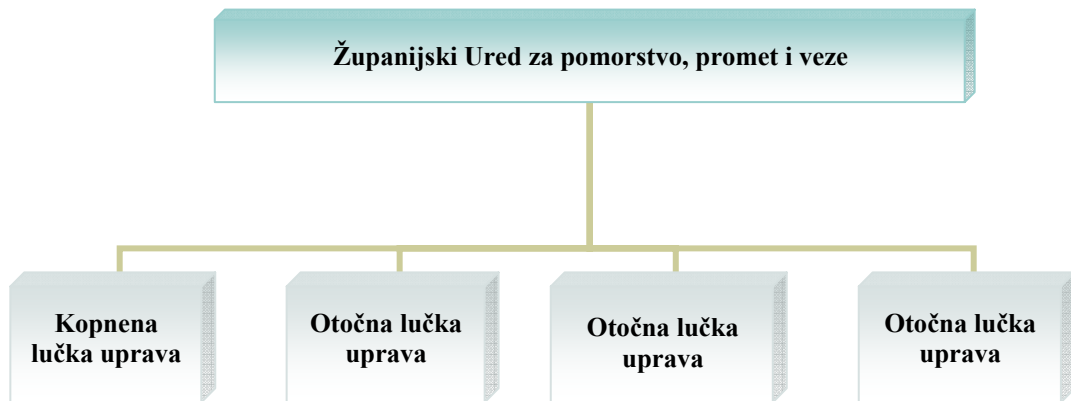 Županijski Ured za pomorstvo, promet i veze
Kopnena
lučka uprava
Otočna lučka
uprava
Otočna lučka
uprava
Otočna lučka
uprava